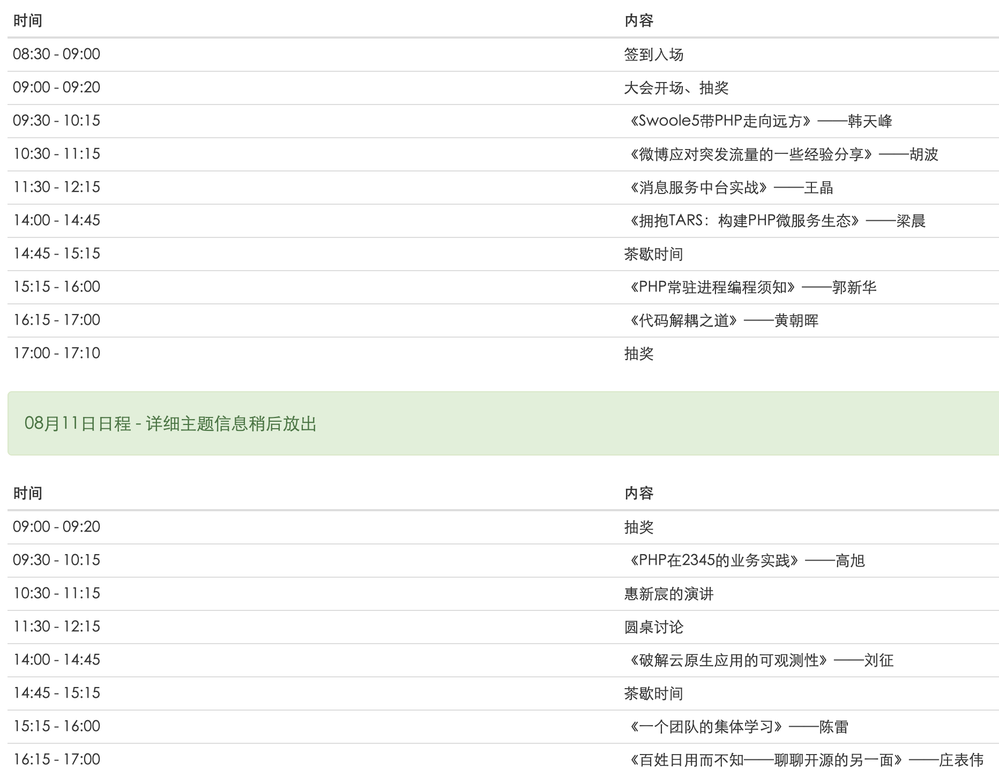 时间 内容
08:30 - 09:00 签到入场
09:00 - 09:20 大会开场、抽奖
09:30 - 10:15 《Swoole5带PHP走向远方》——韩天峰
10:30 - 11:15 《微博应对突发流量的一些经验分享》——胡波
11:30 - 12:15 《消息服务中台实战》——王晶
14:00 - 14:45 《拥抱TARS：构建PHP微服务生态》——梁晨
14:45 - 15:15 茶歇时间
15:15 - 16:00 《PHP常驻进程编程须知》——郭新华
16:15 - 17:00 《代码解耦之道》——黄朝晖
17:00 - 17:10 抽奖
08月11日日程 - 详细主题信息稍后放出
时间 内容
09:00 - 09:20 抽奖
09:30 - 10:15 《PHP在2345的业务实践》——高旭
10:30 - 11:15 惠新宸的演讲
11:30 - 12:15 圆桌讨论
14:00 - 14:45 《破解云原生应用的可观测性》——刘征
14:45 - 15:15 茶歇时间
15:15 - 16:00 《一个团队的集体学习》——陈雷
16:15 - 17:00 《百姓日用而不知——聊聊开源的另一面》——庄表伟